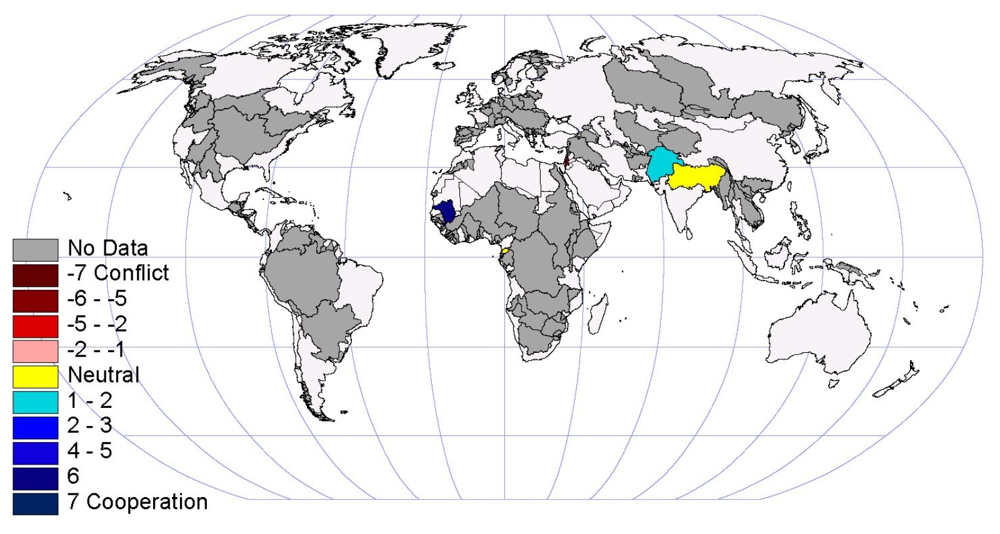 No Data
-7 Conflict
-6 - -5
-5 - -2
-2 - -1
Neutral
1 - 2
2 - 3
4 - 5
6
7 Cooperation